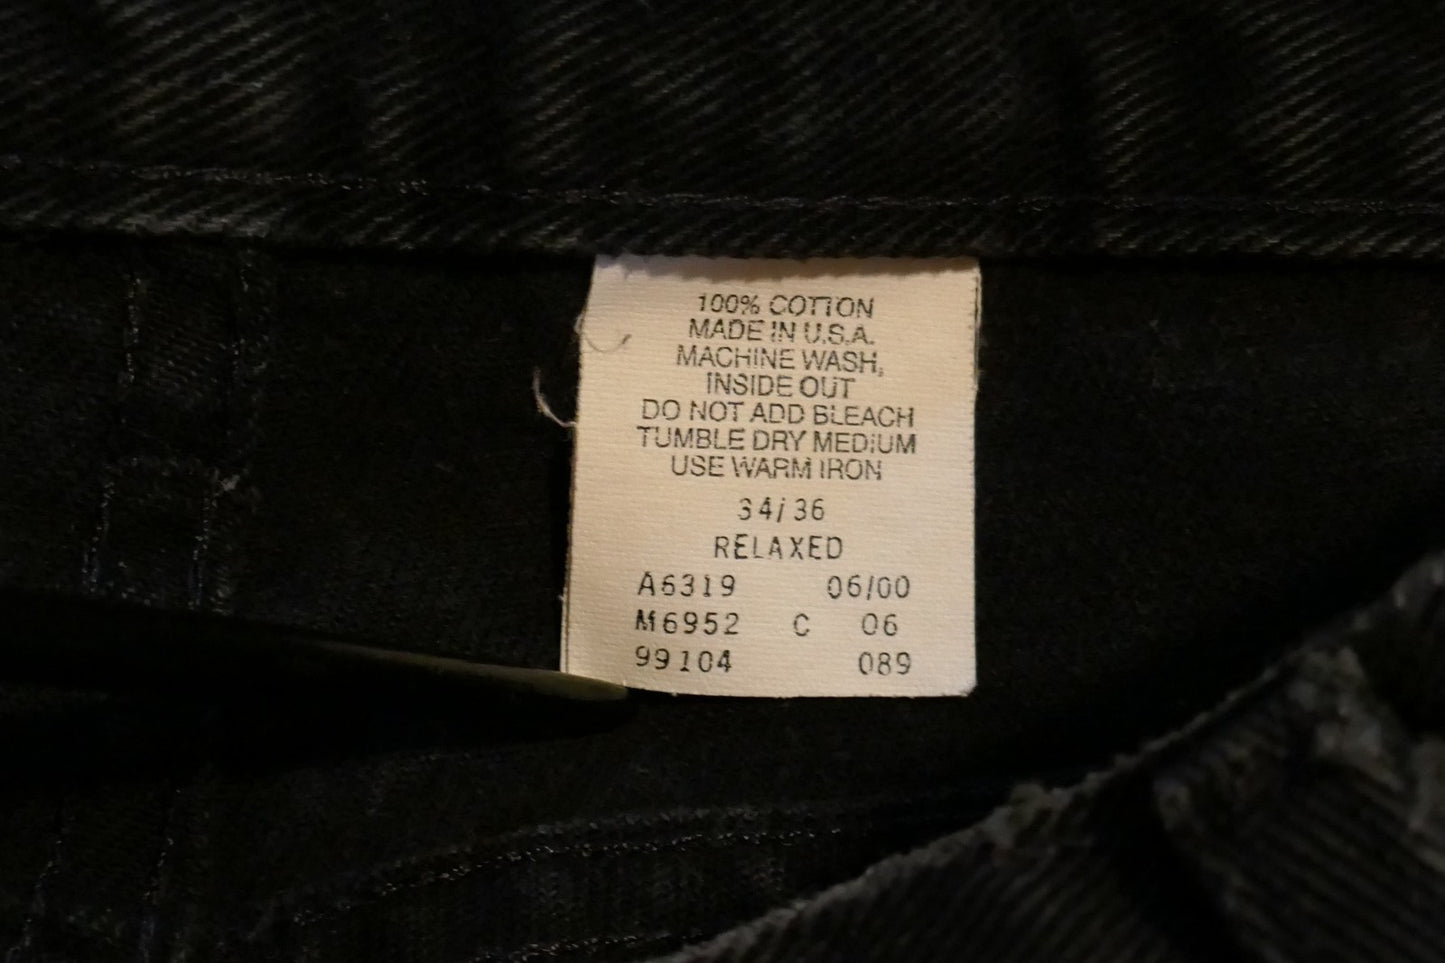 100% COTTON
MADE IN U.S.A.
MACHINE WASH,
INSIDE OUT
DO NOT ADD BLEACH
TUMBLE DRY MEDIUM
USE WARM IRON
34/36
RELAXED
A6319 06/00
M6952 C 06
99104 089